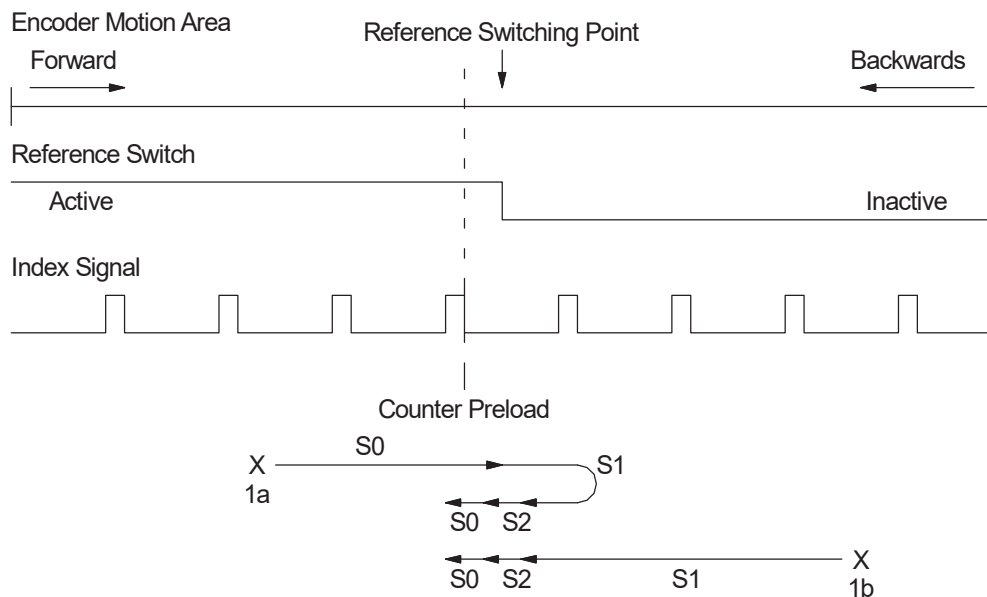 Encoder Motion Area
Reference Switching Point
Forward
Backwards
Reference Switch
Active
Inactive
Index Signal
Counter Preload
S0
X
S1
1a
S0 S2
X
S0 S2 S1
1b